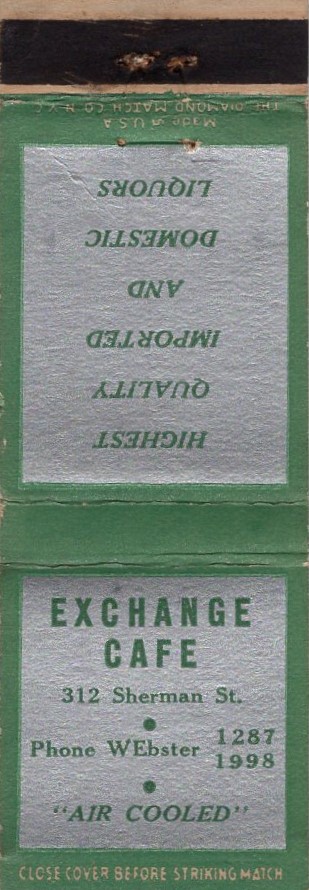 THE DIAMOND MATCH CO. N.Y.C.
Made in U.S.A
HIGHEST
QUALITY
IMPORTED
AND
DOMESTIC
LIQUORS
EXCHANGE
CAFE
312 Sherman St.
Phone WEbster 1287
1998
"AIR COOLED"
CLOSE COVER BEFORE STRIKING MATCH